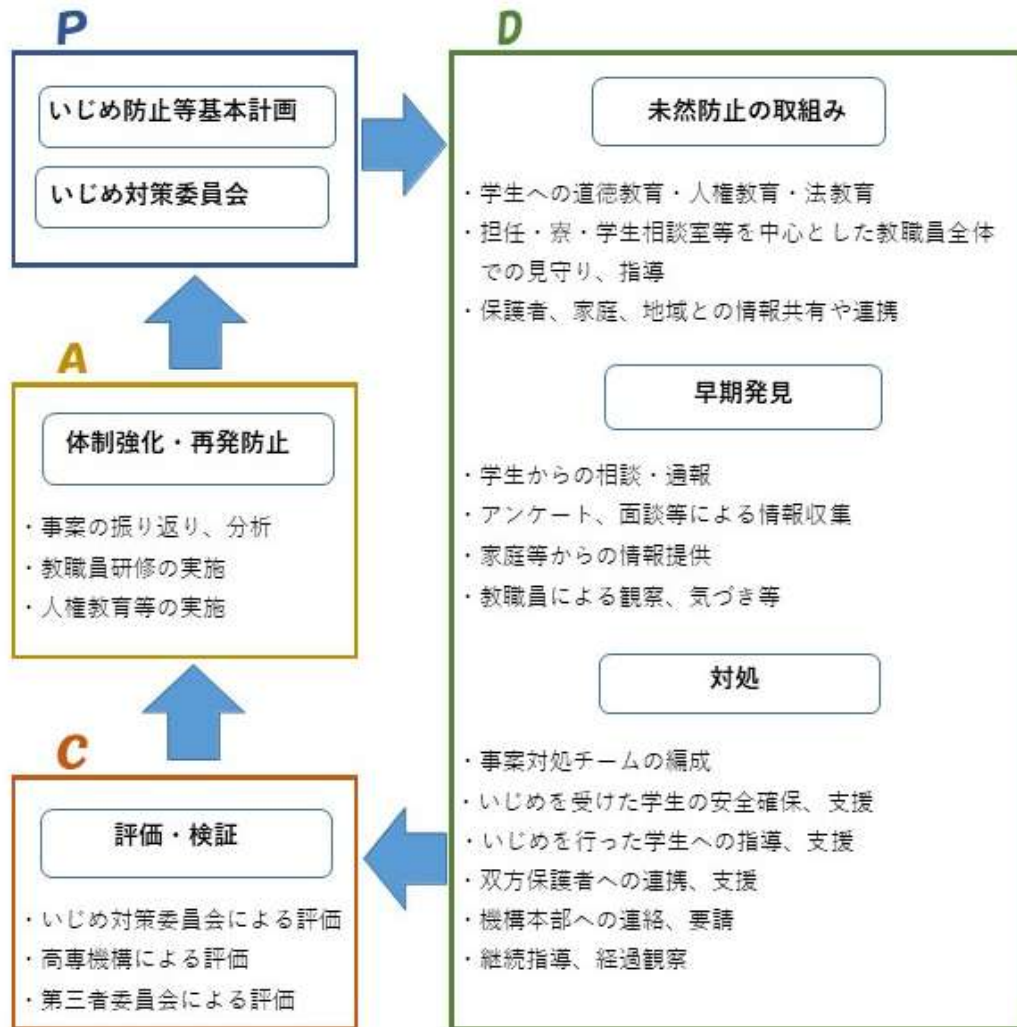 P
いじめ防止等基本計画
いじめ対策委員会
D
未然防止の取組み
・学生への道徳教育・人権教育・法教育
・担任・寮・学生相談室等を中心とした教職員全体
での見守り、指導
・保護者、家庭、地域との情報共有や連携
早期発見
・学生からの相談・通報
・アンケート、面談等による情報収集
・家庭等からの情報提供
・教職員による観察、気づき等
対処
・事案対処チームの編成
・いじめを受けた学生の安全確保、支援
・いじめを行った学生への指導、支援
・双方保護者への連携、支援
・機構本部への連絡、要請
・継続指導、経過観察
C
評価・検証
・いじめ対策委員会による評価
・高専機構による評価
・第三者委員会による評価
A
体制強化・再発防止
・事案の振り返り、分析
・教職員研修の実施
・人権教育等の実施